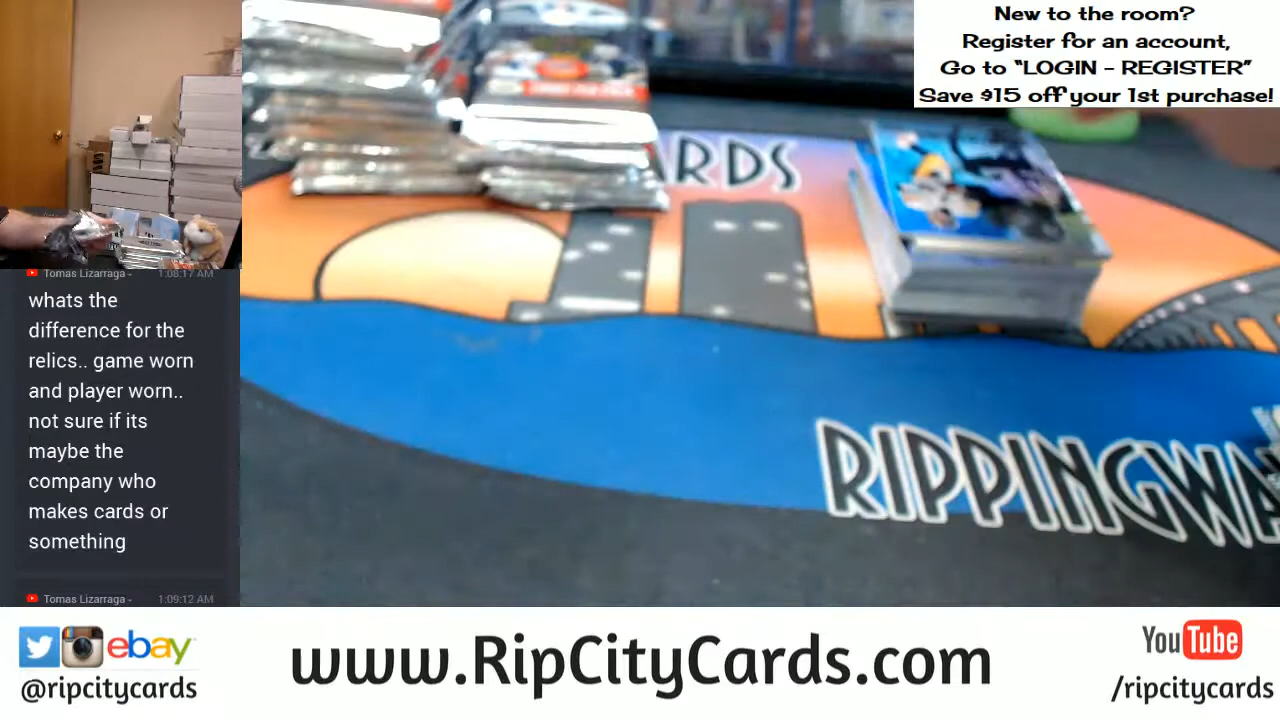 New to the room?
Register for an account,
Go to "LOGIN - REGISTER"
Save $15 off your 1st purchase!
ARDS
Tomas Lizarraga - 1:08:17 AM
whats the
difference for the
relics.. game worn
and player worn..
not sure if its
maybe the
company who
makes cards or
something
RIPPINGWA
Tomas Lizarraga - 1:09:12 AM
ebay
@ripcitycards
www.RipCityCards.com
YouTube
/ripcitycards